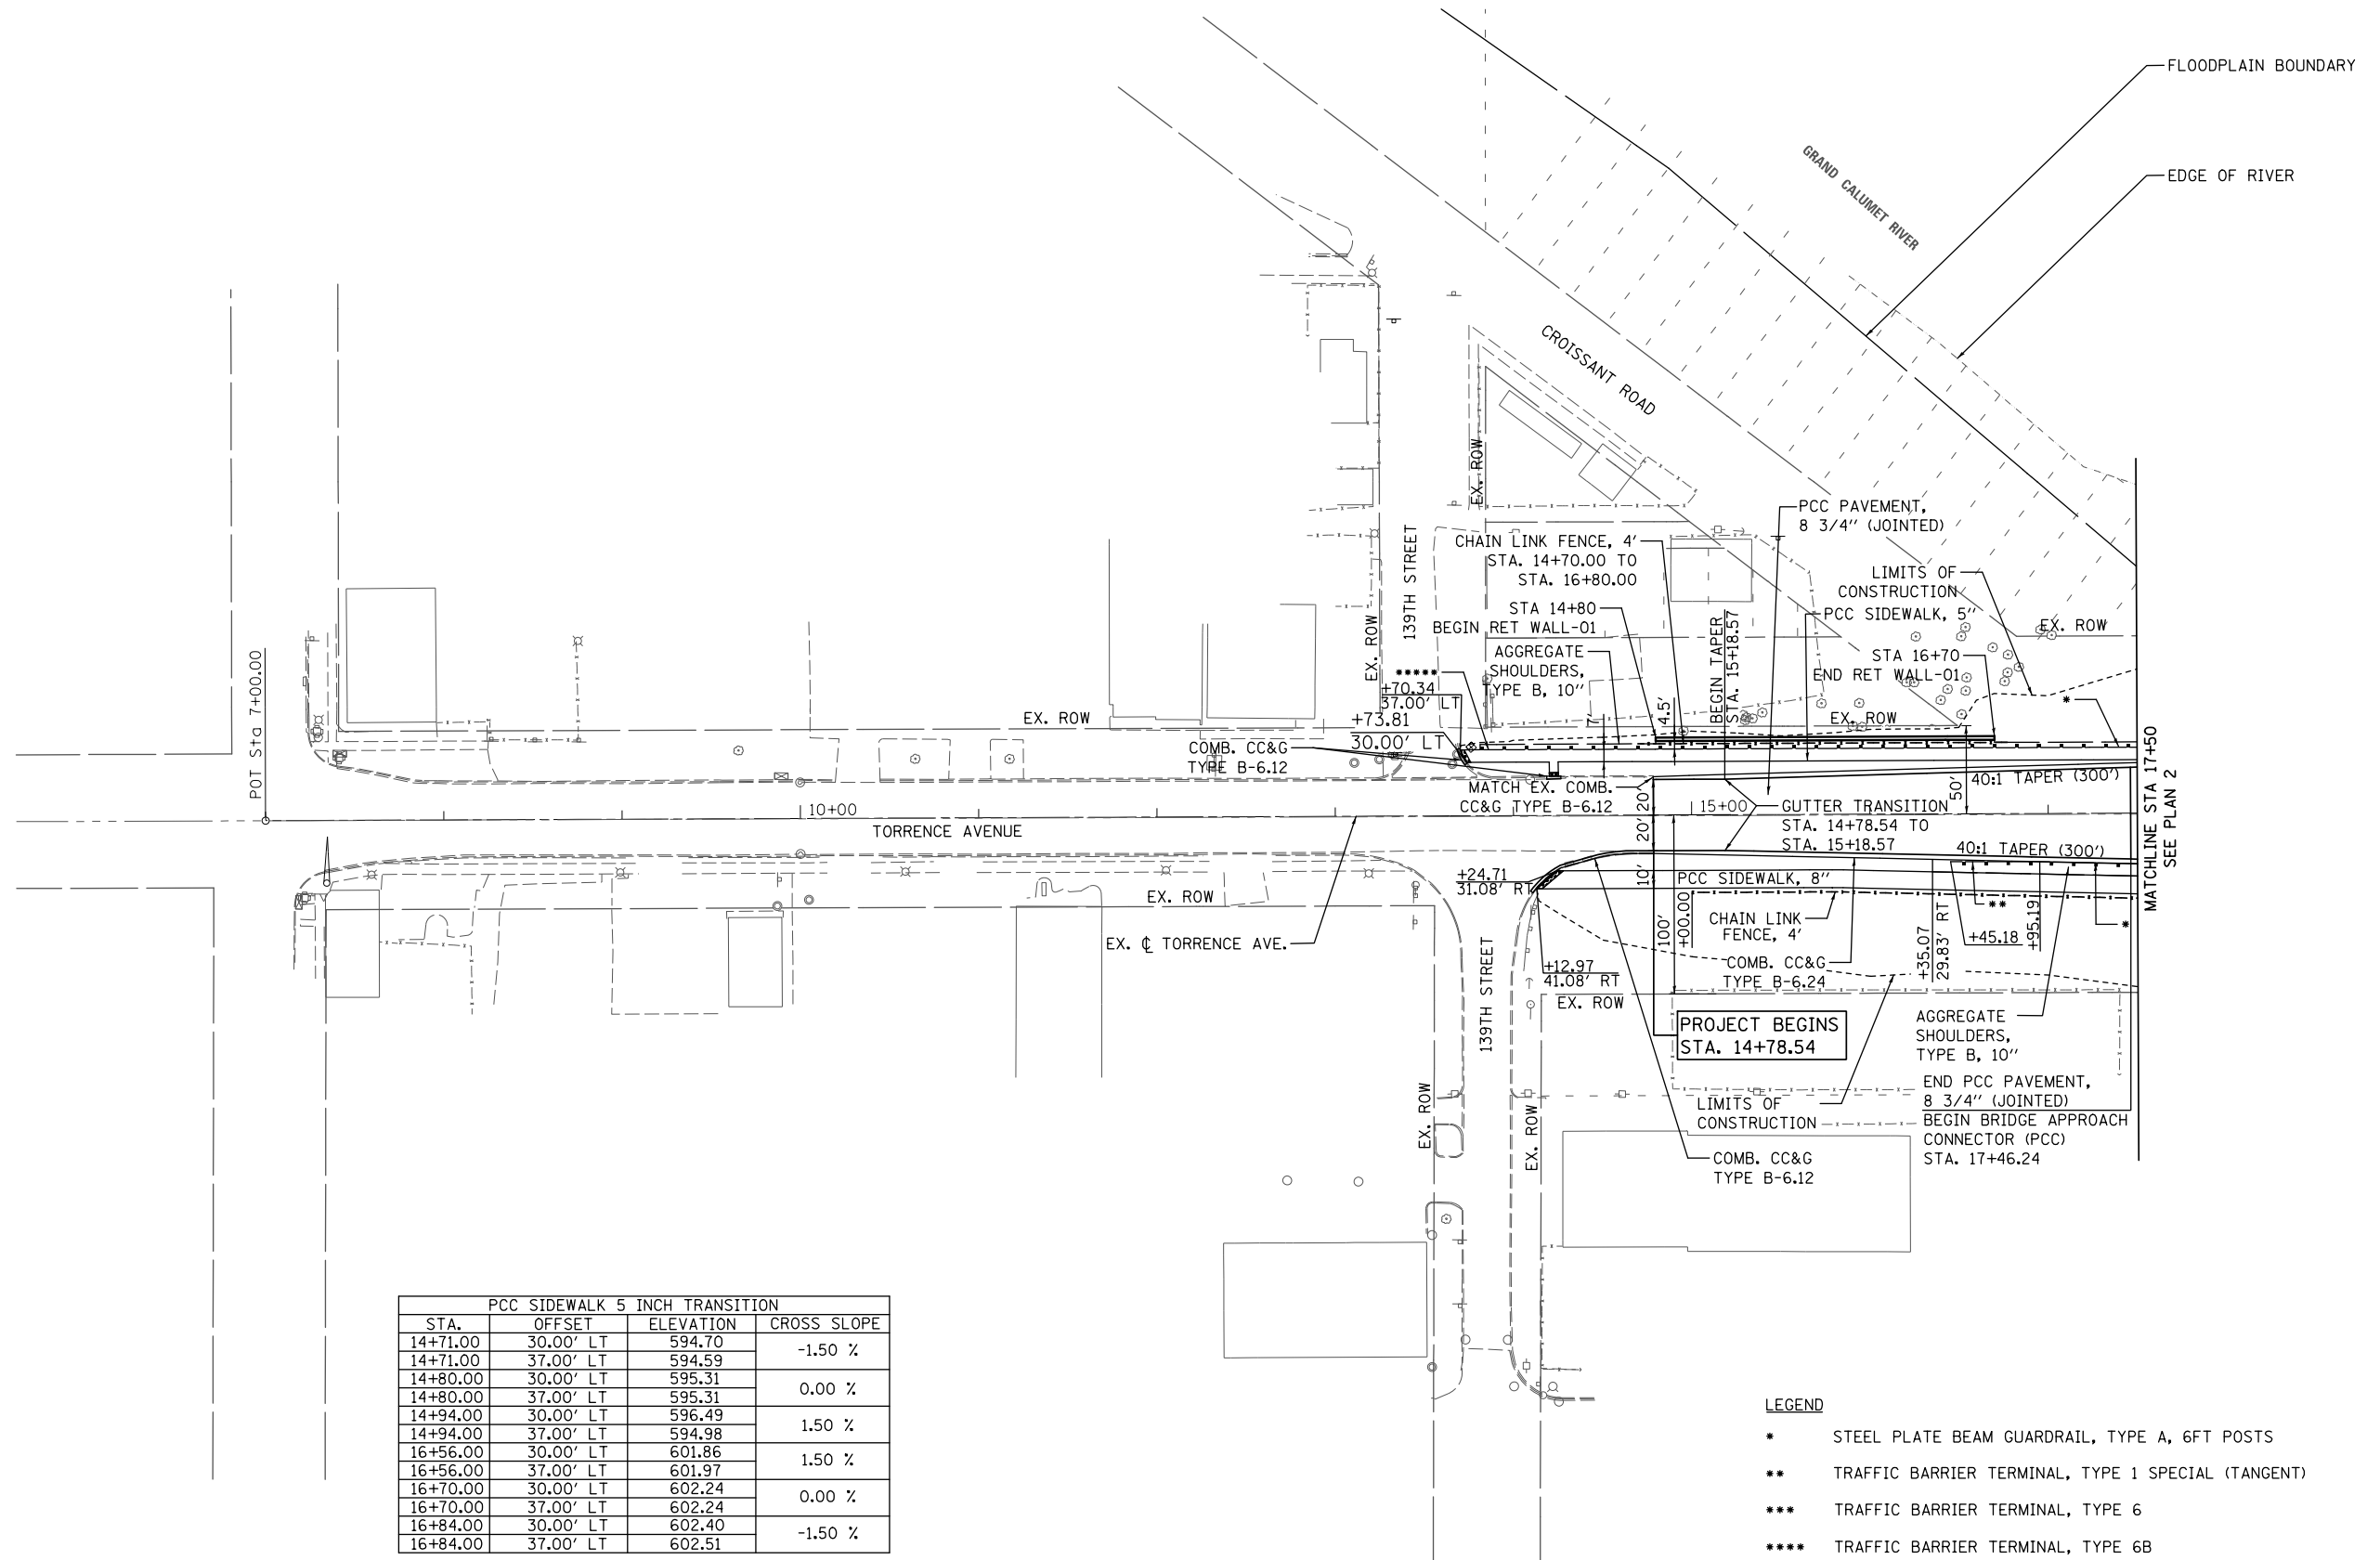 FLOODPLAIN BOUNDARY
GRAND CALUMET RIVER
EDGE OF RIVER
CROISSANT ROAD
EX. ROW
139TH STREET
EX. ROW
PCC PAVEMENT,
8 3/4" (JOINTED)
CHAIN LINK FENCE, 4'
STA. 14+70.00 TO
STA. 16+80.00
LIMITS OF
CONSTRUCTION
STA 14+80
BEGIN RET WALL-01
PCC SIDEWALK, 5"
EX. ROW
BEGIN TAPER
STA. 15+18.57
AGGREGATE
SHOULDERS,
TYPE B, 10"
STA 16+70
END RET WALL-01
*****
+70.34
37.00' LT
+73.81
30.00' LT
7'
4.5'
EX. ROW
*
POT Sta 7+00.00
EX. ROW
COMB. CC&G
TYPE B-6.12
MATCH EX. COMB.
CC&G TYPE B-6.12
20'
20'
10'
50'
40:1 TAPER (300')
10+00
15+00
TORRENCE AVENUE
GUTTER TRANSITION
STA. 14+78.54 TO
STA. 15+18.57
40:1 TAPER (300')
MATCHLINE STA 17+50
SEE PLAN 2
+24.71
31.08' RT
PCC SIDEWALK, 8"
EX. ROW
EX. ℄ TORRENCE AVE.
100'
+00.00
CHAIN LINK
FENCE, 4'
**
+45.18
+95.19
*
+35.07
29.83' RT
+12.97
41.08' RT
EX. ROW
COMB. CC&G
TYPE B-6.24
139TH STREET
PROJECT BEGINS
STA. 14+78.54
AGGREGATE
SHOULDERS,
TYPE B, 10"
LIMITS OF
CONSTRUCTION
END PCC PAVEMENT,
8 3/4" (JOINTED)
BEGIN BRIDGE APPROACH
CONNECTOR (PCC)
STA. 17+46.24
EX. ROW
EX. ROW
COMB. CC&G
TYPE B-6.12
PCC SIDEWALK 5 INCH TRANSITION
STA. OFFSET ELEVATION CROSS SLOPE
14+71.00 30.00' LT 594.70 -1.50 %
14+71.00 37.00' LT 594.59
14+80.00 30.00' LT 595.31 0.00 %
14+80.00 37.00' LT 595.31
14+94.00 30.00' LT 596.49 1.50 %
14+94.00 37.00' LT 594.98
16+56.00 30.00' LT 601.86 1.50 %
16+56.00 37.00' LT 601.97
16+70.00 30.00' LT 602.24 0.00 %
16+70.00 37.00' LT 602.24
16+84.00 30.00' LT 602.40 -1.50 %
16+84.00 37.00' LT 602.51
LEGEND
* STEEL PLATE BEAM GUARDRAIL, TYPE A, 6FT POSTS
** TRAFFIC BARRIER TERMINAL, TYPE 1 SPECIAL (TANGENT)
*** TRAFFIC BARRIER TERMINAL, TYPE 6
**** TRAFFIC BARRIER TERMINAL, TYPE 6B